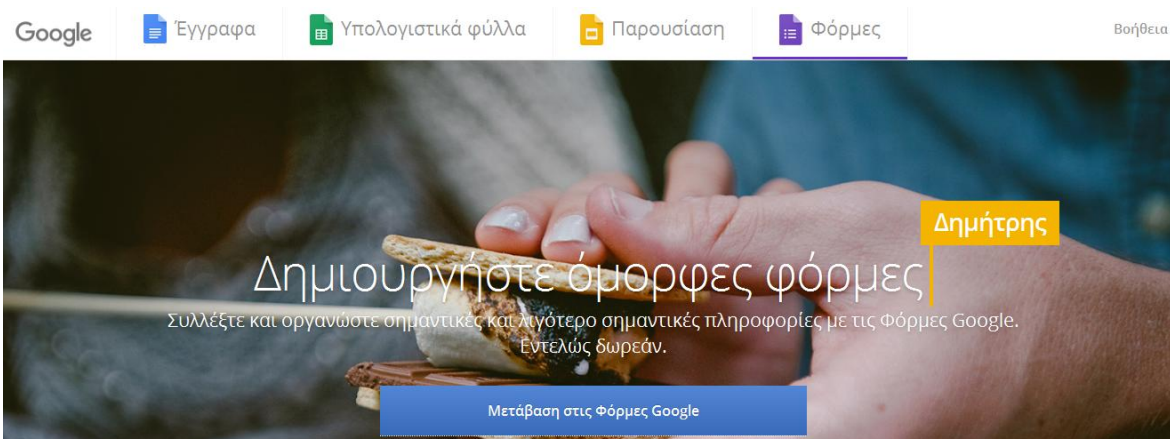 Google Έγγραφα Υπολογιστικά φύλλα Παρουσίαση Φόρμες Βοήθεια
Δημήτρης
Δημιουργήστε όμορφες φόρμες
Συλλέξτε και οργανώστε σημαντικές και λιγότερο σημαντικές πληροφορίες με τις Φόρμες Google.
Εντελώς δωρεάν.
Μετάβαση στις Φόρμες Google